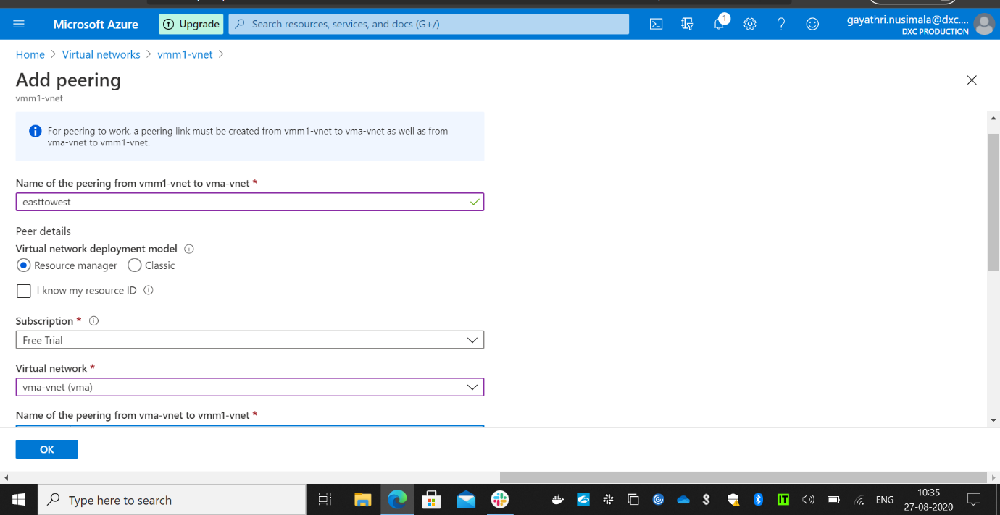 Microsoft Azure
Upgrade
Search resources, services, and docs (G+/)
1
gayathri.nusimala@dxc....
DXC PRODUCTION
Home > Virtual networks > vmm1-vnet >
Add peering
vmm1-vnet
For peering to work, a peering link must be created from vmm1-vnet to vma-vnet as well as from
vma-vnet to vmm1-vnet.
Name of the peering from vmm1-vnet to vma-vnet *
easttowest
Peer details
Virtual network deployment model
Resource manager Classic
I know my resource ID
Subscription *
Free Trial
Virtual network *
vma-vnet (vma)
Name of the peering from vma-vnet to vmm1-vnet *
OK
Type here to search
ENG
10:35
27-08-2020